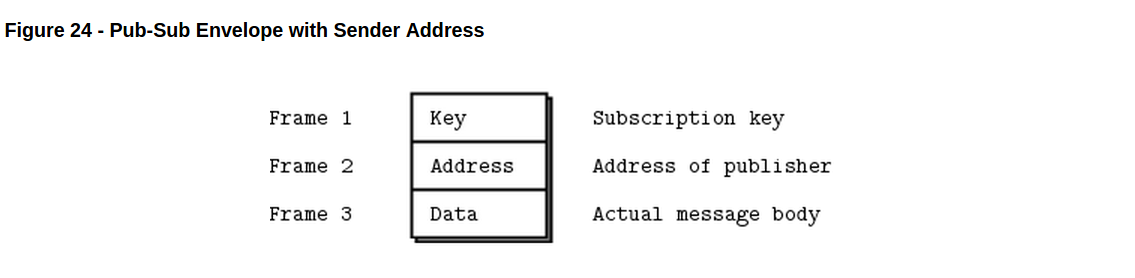 Figure 24 - Pub-Sub Envelope with Sender Address
Frame 1 Key Subscription key
Frame 2 Address Address of publisher
Frame 3 Data Actual message body